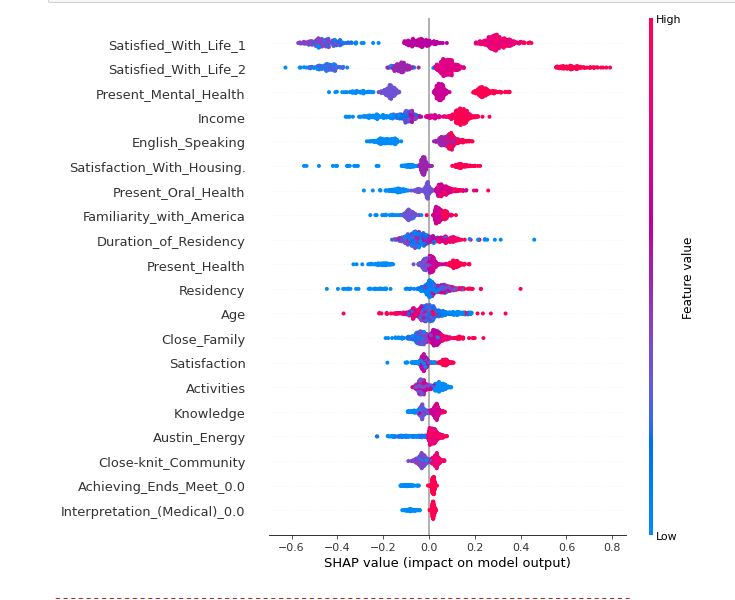 High
Satisfied_With_Life_1
Satisfied_With_Life_2
Present_Mental_Health
Income
English_Speaking
Satisfaction_With_Housing.
Present_Oral_Health
Familiarity_with_America
Duration_of_Residency
Present_Health
Residency
Age
Close_Family
Satisfaction
Activities
Knowledge
Austin_Energy
Close-knit_Community
Achieving_Ends_Meet_0.0
Interpretation_(Medical)_0.0
Feature value
Low
−0.6 −0.4 −0.2 0.0 0.2 0.4 0.6 0.8
SHAP value (impact on model output)